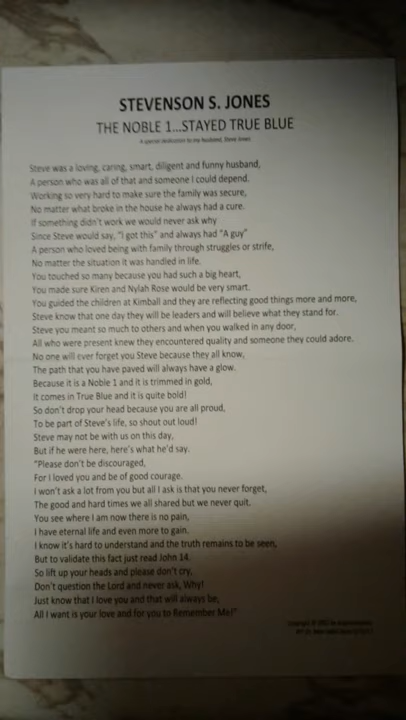 STEVENSON S. JONES
THE NOBLE 1...STAYED TRUE BLUE
A special dedication to my husband, Steve Jones
Steve was a loving, caring, smart, diligent and funny husband,
A person who was all of that and someone I could depend.
Working so very hard to make sure the family was secure,
No matter what broke in the house he always had a cure.
If something didn't work we would never ask why
Since Steve would say, "I got this" and always had "A guy"
A person who loved being with family through struggles or strife,
No matter the situation it was handled in life.
You touched so many because you had such a big heart,
You made sure Kiren and Nylah Rose would be very smart.
You guided the children at Kimball and they are reflecting good things more and more,
Steve know that one day they will be leaders and will believe what they stand for.
Steve you meant so much to others and when you walked in any door,
All who were present knew they encountered quality and someone they could adore.
No one will ever forget you Steve because they all know,
The path that you have paved will always have a glow.
Because it is a Noble 1 and it is trimmed in gold,
It comes in True Blue and it is quite bold!
So don't drop your head because you are all proud,
To be part of Steve's life, so shout out loud!
Steve may not be with us on this day,
But if he were here, here's what he'd say.
"Please don't be discouraged,
For I loved you and be of good courage.
I won't ask a lot from you but all I ask is that you never forget,
The good and hard times we all shared but we never quit.
You see where I am now there is no pain,
I have eternal life and even more to gain.
I know it's hard to understand and the truth remains to be seen,
But to validate this fact just read John 14.
So lift up your heads and please don't cry,
Don't question the Lord and never ask, Why!
Just know that I love you and that will always be,
All I want is your love and for you to Remember Me!"
Copyright ©